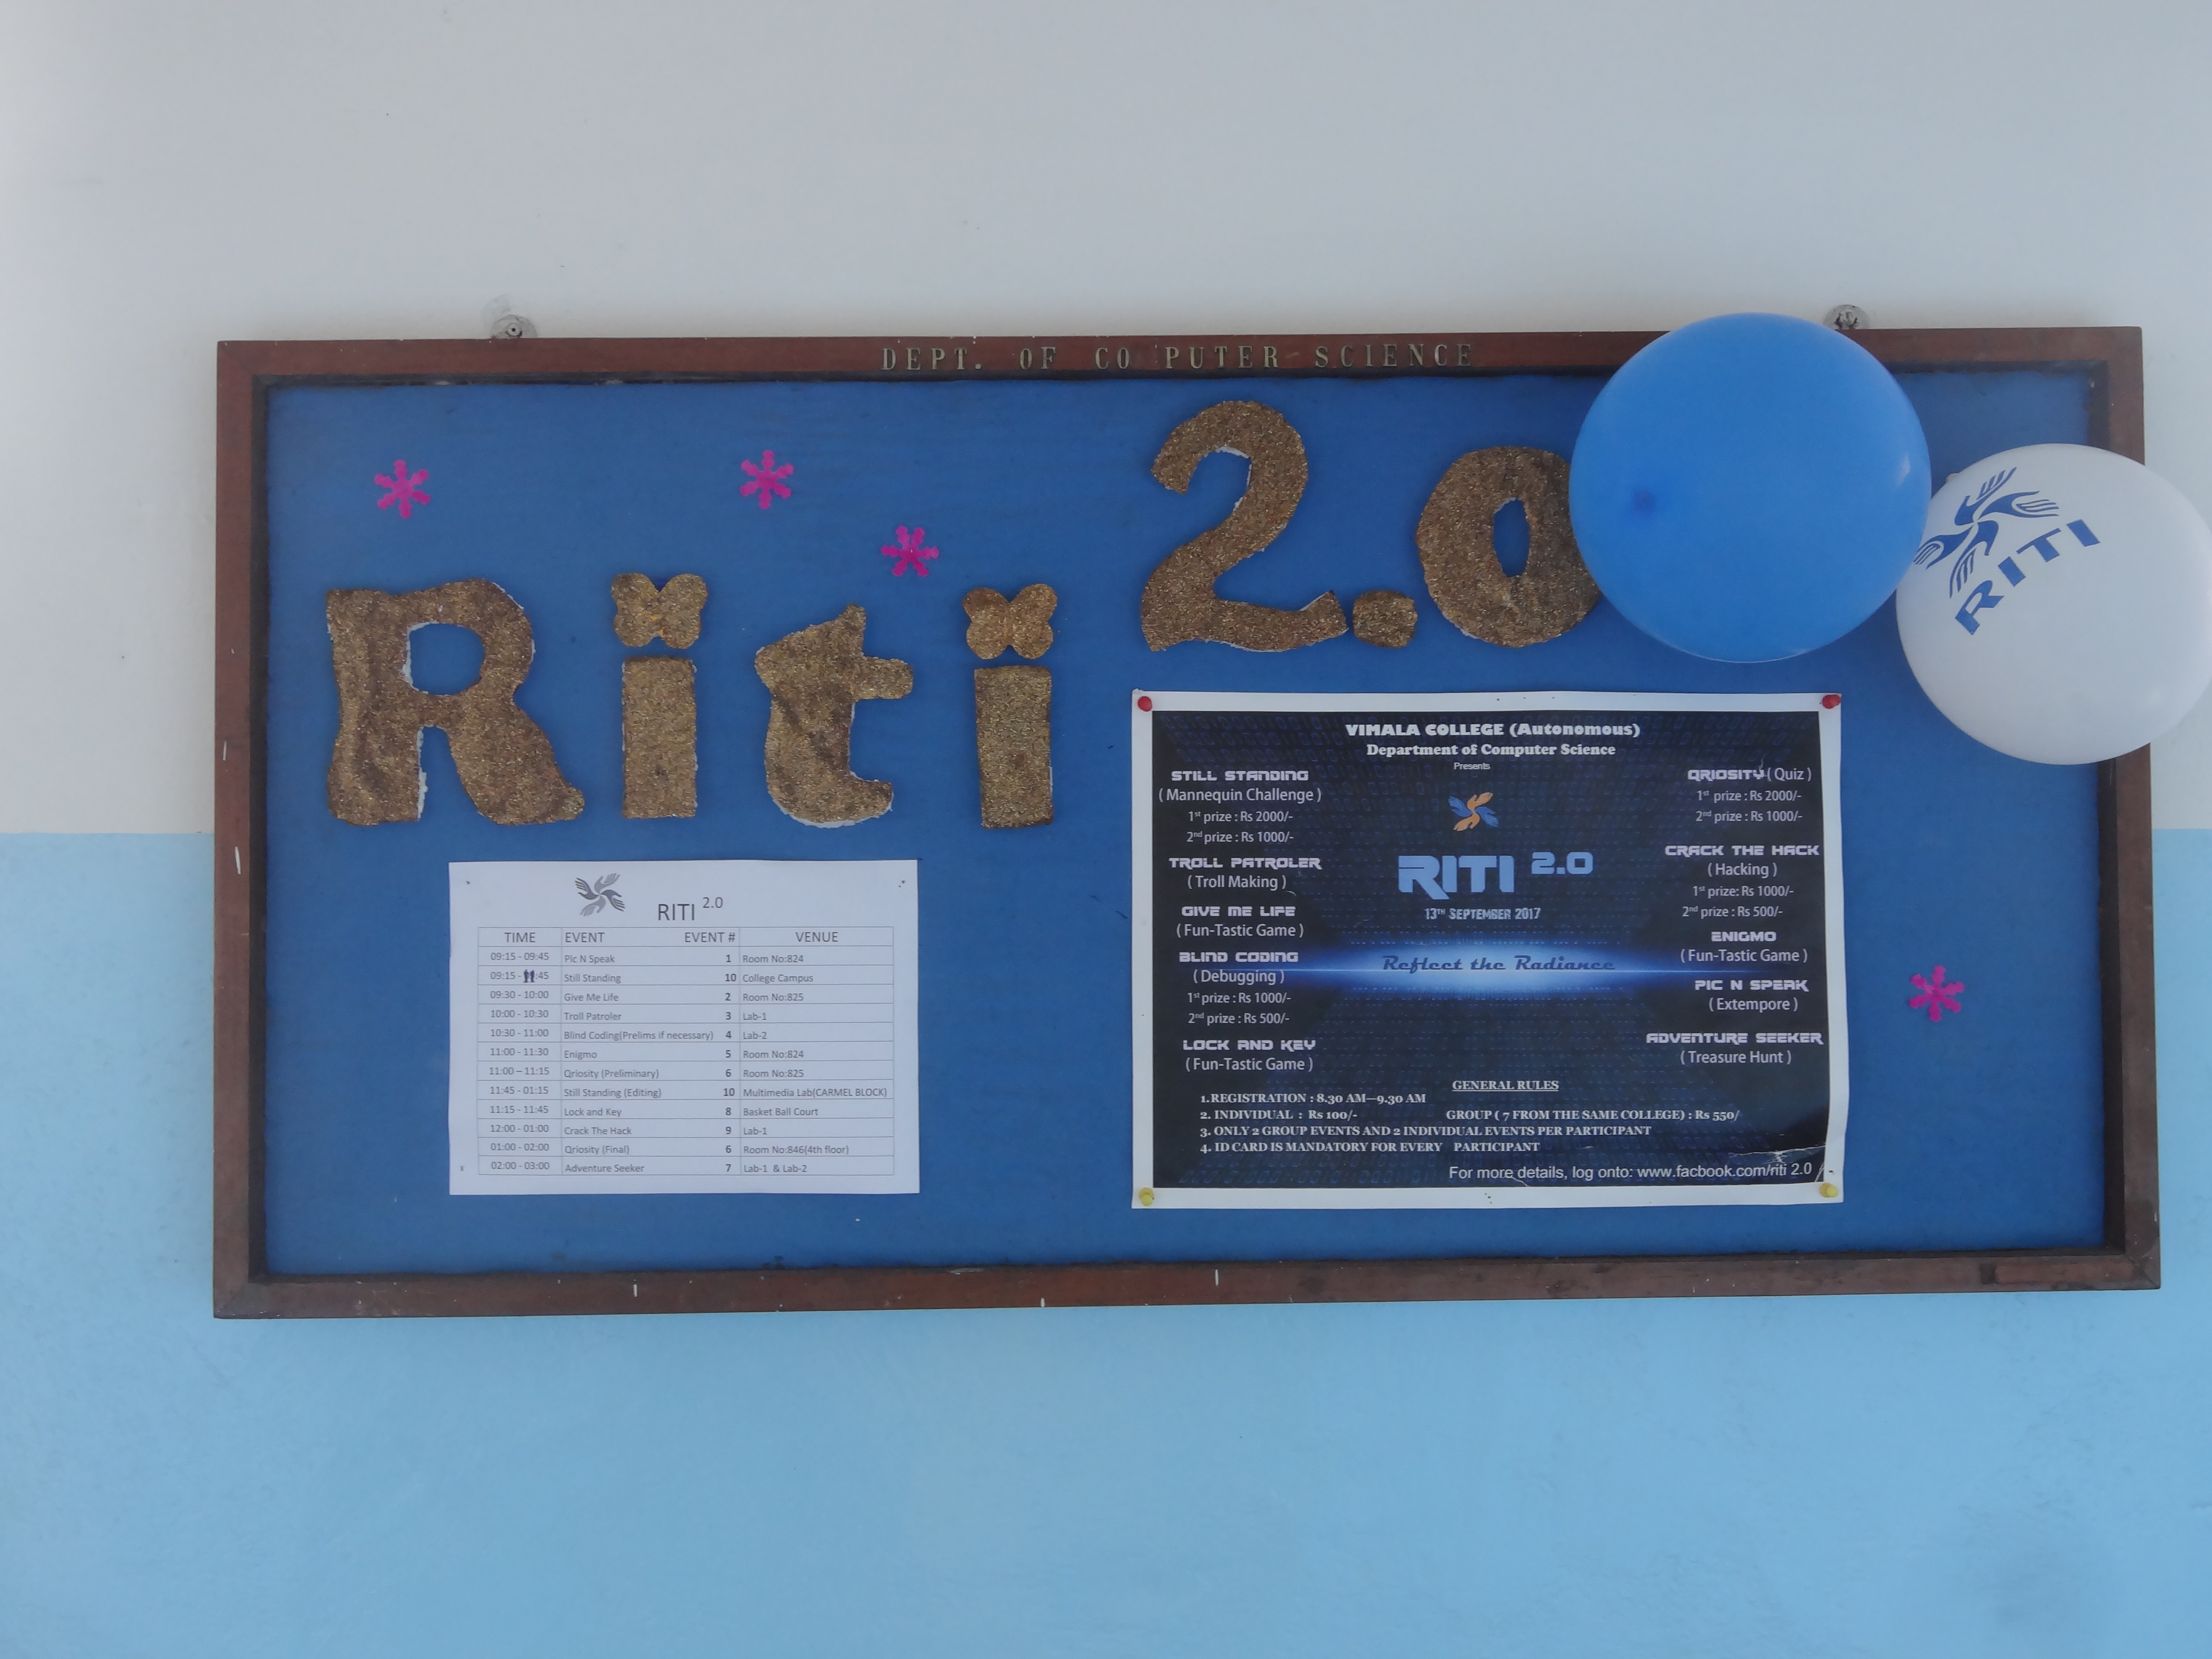 DEPT. OF CO PUTER SCIENCE
Riti 2.0
RITI
RITI 2.0
TIME EVENT EVENT # VENUE
09:15 - 09:45 Pic N Speak 1 Room No:824
09:15 - 11:45 Still Standing 10 College Campus
09:30 - 10:00 Give Me Life 2 Room No:825
10:00 - 10:30 Troll Patroler 3 Lab-1
10:30 - 11:00 Blind Coding(Prelims if necessary) 4 Lab-2
11:00 - 11:30 Enigmo 5 Room No:824
11:00 – 11:15 Qriosity (Preliminary) 6 Room No:825
11:45 - 01:15 Still Standing (Editing) 10 Multimedia Lab(CARMEL BLOCK)
11:15 - 11:45 Lock and Key 8 Basket Ball Court
12:00 - 01:00 Crack The Hack 9 Lab-1
01:00 - 02:00 Qriosity (Final) 6 Room No:846(4th floor)
02:00 - 03:00 Adventure Seeker 7 Lab-1 & Lab-2
VIMALA COLLEGE (Autonomous)
Department of Computer Science
Presents
STILL STANDING
( Mannequin Challenge )
1st prize : Rs 2000/-
2nd prize : Rs 1000/-
TROLL PATROLER
( Troll Making )
GIVE ME LIFE
( Fun-Tastic Game )
BLIND CODING
( Debugging )
1st prize : Rs 1000/-
2nd prize : Rs 500/-
LOCK AND KEY
( Fun-Tastic Game )
RITI 2.0
13TH SEPTEMBER 2017
Reflect the Radiance
QRIOSITY ( Quiz )
1st prize : Rs 2000/-
2nd prize : Rs 1000/-
CRACK THE HACK
( Hacking )
1st prize: Rs 1000/-
2nd prize : Rs 500/-
ENIGMO
( Fun-Tastic Game )
PIC N SPEAK
( Extempore )
ADVENTURE SEEKER
( Treasure Hunt )
GENERAL RULES
1.REGISTRATION : 8.30 AM—9.30 AM
2. INDIVIDUAL : Rs 100/- GROUP ( 7 FROM THE SAME COLLEGE) : Rs 550/
3. ONLY 2 GROUP EVENTS AND 2 INDIVIDUAL EVENTS PER PARTICIPANT
4. ID CARD IS MANDATORY FOR EVERY PARTICIPANT
For more details, log onto: www.facbook.com/riti 2.0